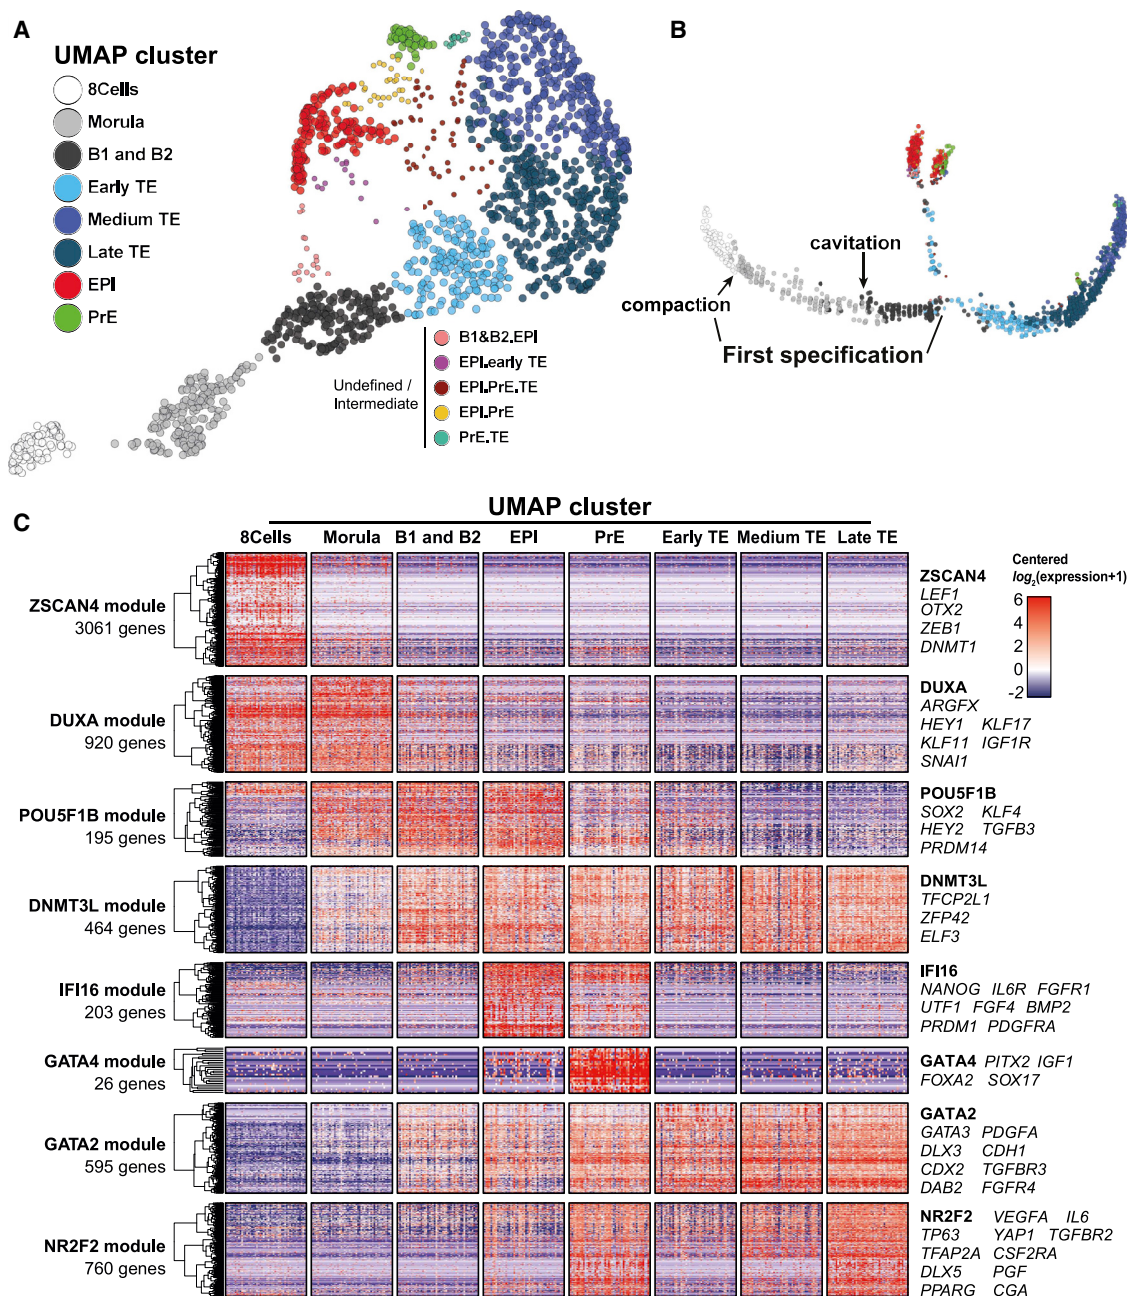 A
UMAP cluster
8Cells
Morula
B1 and B2
Early TE
Medium TE
Late TE
EPI
PrE
Undefined /
Intermediate
B1&B2.EPI
EPI.early TE
EPI.PrE.TE
EPI.PrE
PrE.TE
B
cavitation
compaction
First specification
C
UMAP cluster
8Cells Morula B1 and B2 EPI PrE Early TE Medium TE Late TE
ZSCAN4 module
3061 genes
ZSCAN4
LEF1
OTX2
ZEB1
DNMT1
Centered
log2(expression+1)
6
4
2
0
-2
DUXA module
920 genes
DUXA
ARGFX
HEY1 KLF17
KLF11 IGF1R
SNAI1
POU5F1B module
195 genes
POU5F1B
SOX2 KLF4
HEY2 TGFB3
PRDM14
DNMT3L module
464 genes
DNMT3L
TFCP2L1
ZFP42
ELF3
IFI16 module
203 genes
IFI16
NANOG IL6R FGFR1
UTF1 FGF4 BMP2
PRDM1 PDGFRA
GATA4 module
26 genes
GATA4 PITX2 IGF1
FOXA2 SOX17
GATA2 module
595 genes
GATA2
GATA3 PDGFA
DLX3 CDH1
CDX2 TGFBR3
DAB2 FGFR4
NR2F2 module
760 genes
NR2F2 VEGFA IL6
TP63 YAP1 TGFBR2
TFAP2A CSF2RA
DLX5 PGF
PPARG CGA